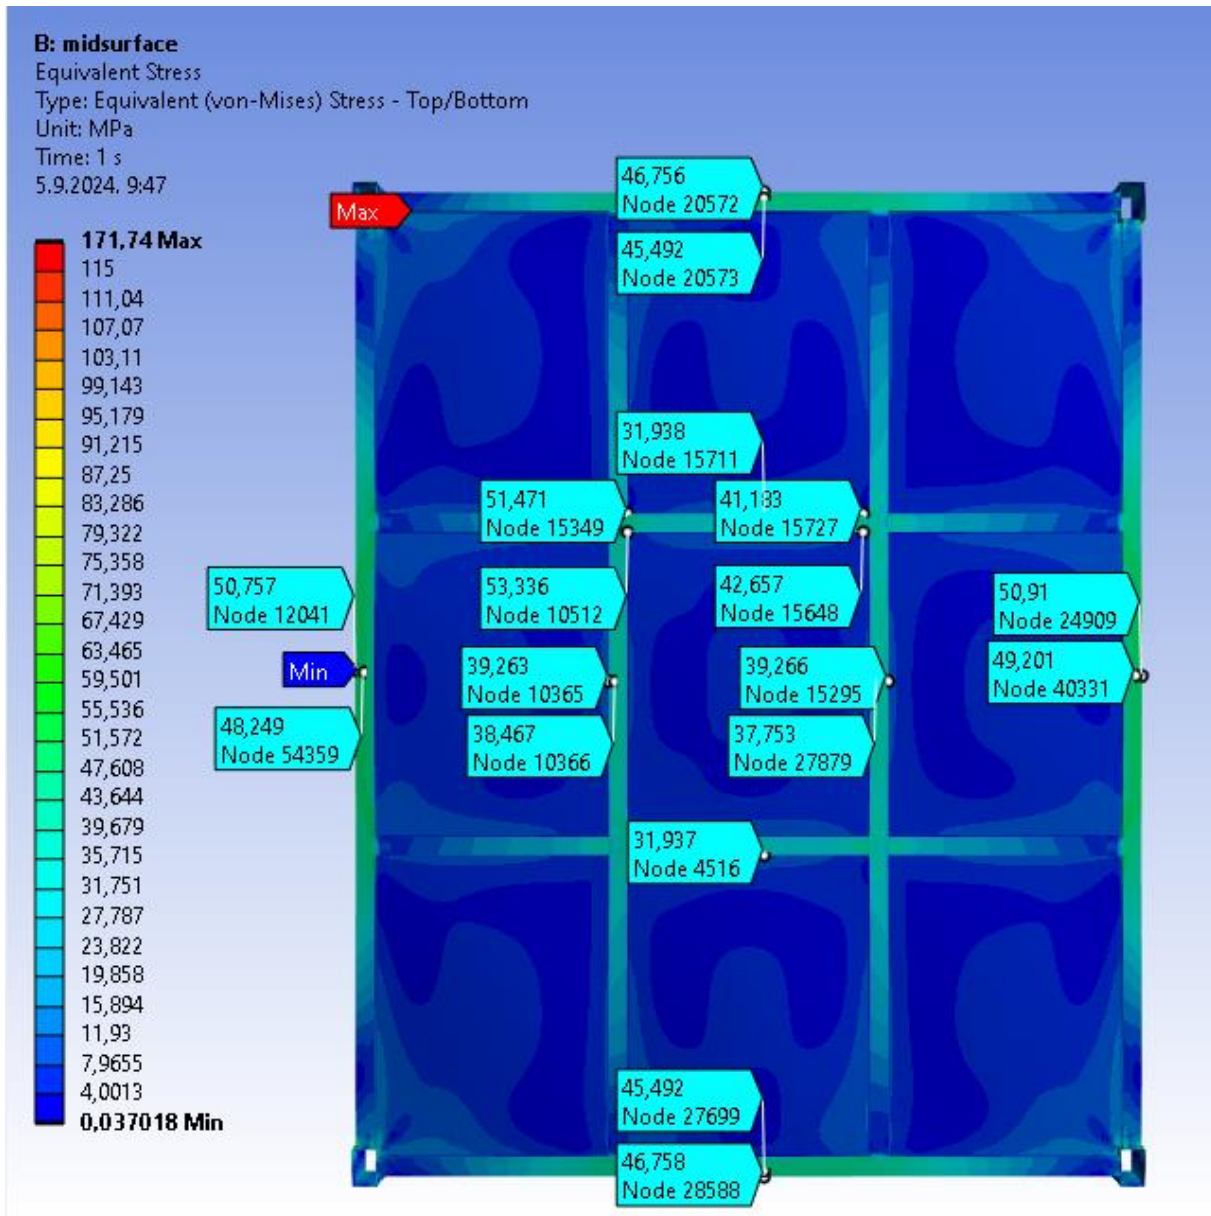 B: midsurface
Equivalent Stress
Type: Equivalent (von-Mises) Stress - Top/Bottom
Unit: MPa
Time: 1 s
5.9.2024. 9:47
171,74 Max
115
111,04
107,07
103,11
99,143
95,179
91,215
87,25
83,286
79,322
75,358
71,393
67,429
63,465
59,501
55,536
51,572
47,608
43,644
39,679
35,715
31,751
27,787
23,822
19,858
15,894
11,93
7,9655
4,0013
0,037018 Min
Max
46,756
Node 20572
45,492
Node 20573
31,938
Node 15711
51,471
Node 15349
41,183
Node 15727
50,757
Node 12041
53,336
Node 10512
42,657
Node 15648
50,91
Node 24909
Min
39,263
Node 10365
39,266
Node 15295
49,201
Node 40331
48,249
Node 54359
38,467
Node 10366
37,753
Node 27879
31,937
Node 4516
45,492
Node 27699
46,758
Node 28588